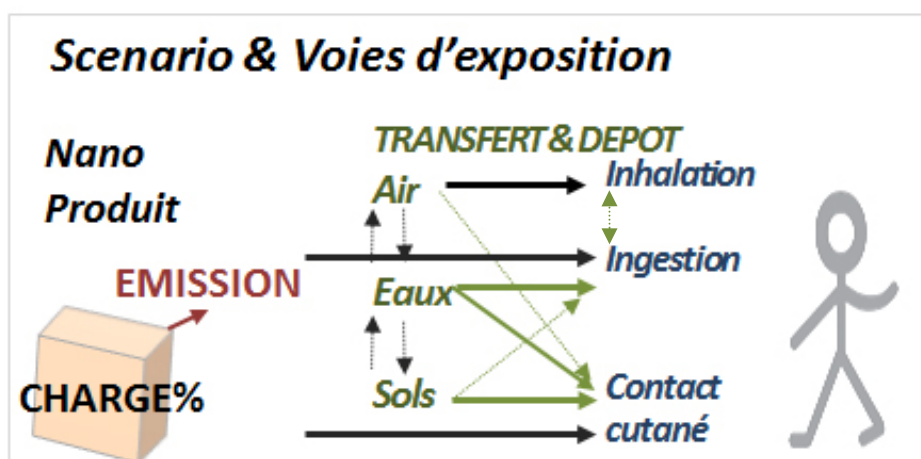 Scenario & Voies d'exposition
Nano
Produit
TRANSFERT & DEPOT
Air
Inhalation
Ingestion
EMISSION
Eaux
CHARGE%
Sols
Contact
cutané